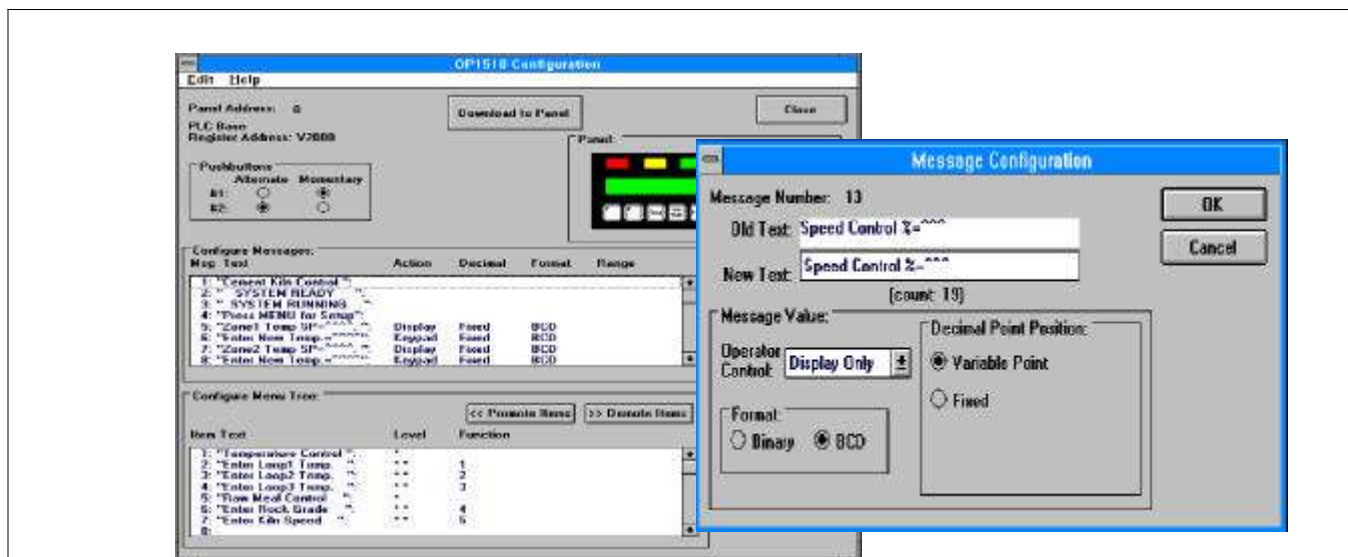 OP1510 Configuration
Edit Help
Panel Address: 0
Download to Panel
Close
PLC Base
Register Address: V2000
Panel:
Pushbuttons
Alternate Momentary
#1:
#2:
Configure Messages:
Msg Text Action Decimal Format Range
1: "Cement Kiln Control ":
2: " SYSTEM READY ":
3: " SYSTEM RUNNING ":
4: "Press MENU for Setup":
5: "Zone1 Temp SP=^^^^ ": Display Fixed BCD
6: "Enter New Temp.=^^^^": Keypad Fixed BCD
7: "Zone2 Temp SP=^^^^ ": Display Fixed BCD
8: "Enter New Temp.=^^^^": Keypad Fixed BCD
Configure Menu Tree:
<< Promote Items >> Demote Items
Item Text Level Function
1: "Temperature Control ": *
2: "Enter Loop1 Temp. ": ** 1
3: "Enter Loop2 Temp. ": ** 2
4: "Enter Loop3 Temp. ": ** 3
5: "Raw Meal Control ": *
6: "Enter Rock Grade ": ** 4
7: "Enter Kiln Speed ": ** 5
8:
Message Configuration
Message Number: 13
OK
Old Text: Speed Control %=^^^
Cancel
New Text: Speed Control %=^^^
(count: 19)
Message Value:
Decimal Point Position:
Operator Control: Display Only
Variable Point
Fixed
Format:
Binary BCD